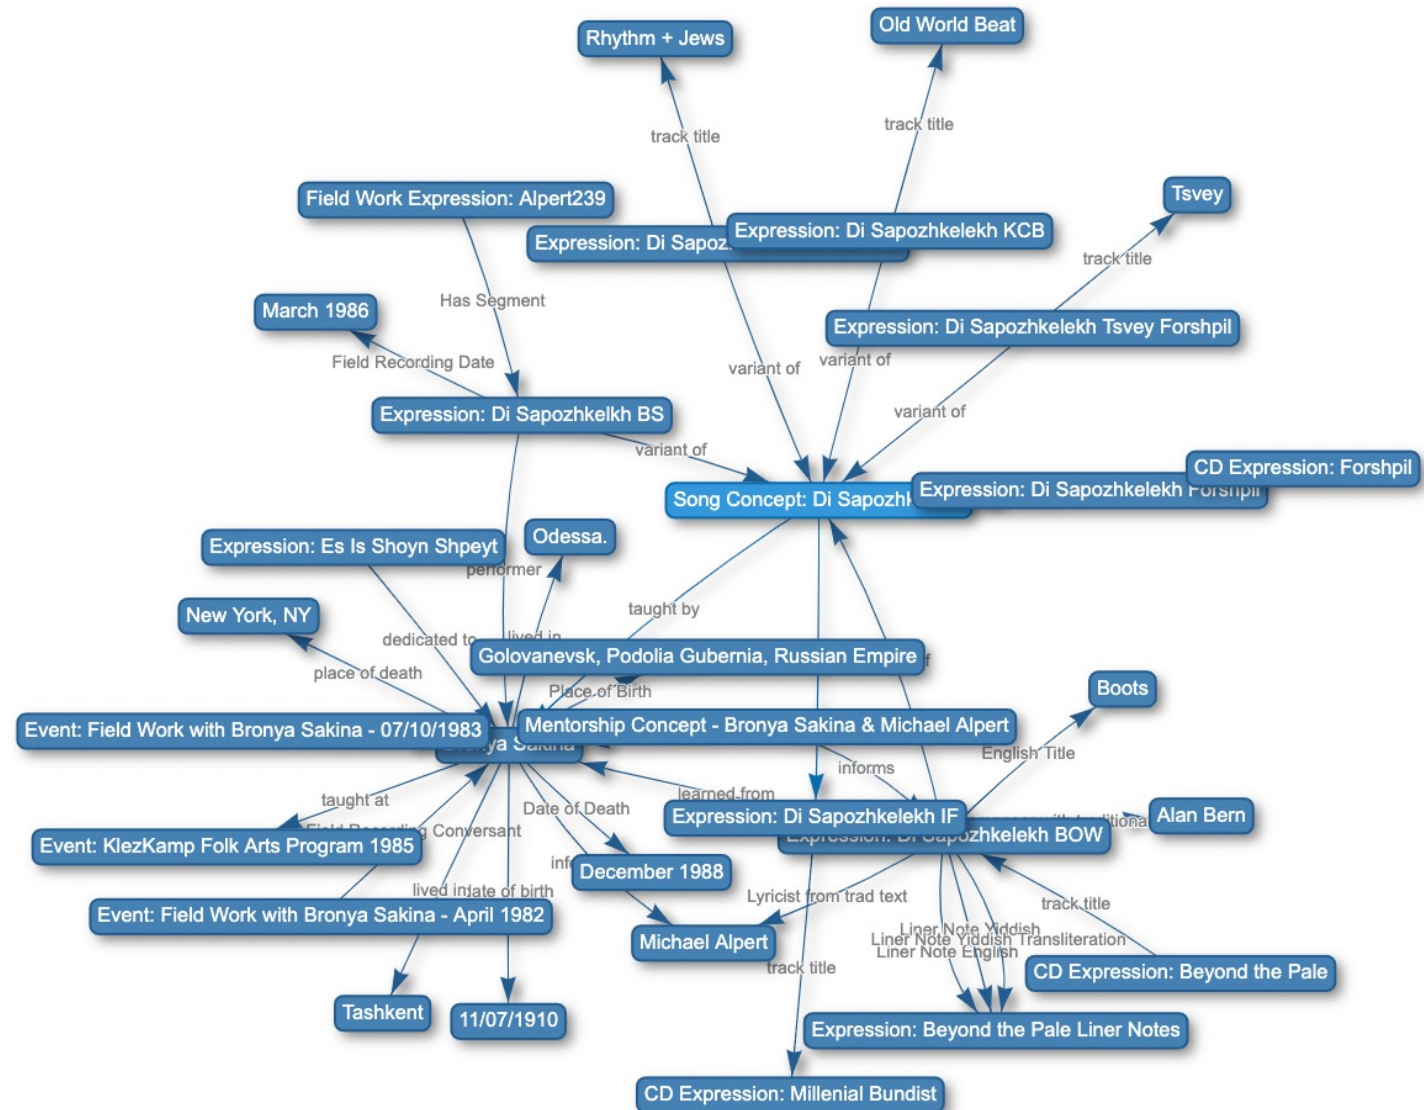 Old World Beat
Rhythm + Jews
track title
track title
Field Work Expression: Alpert239
Tsvey
Expression: Di Sapoz
Expression: Di Sapozhkelekh KCB
track title
Has Segment
March 1986
Expression: Di Sapozhkelekh Tsvey Forshpil
Field Recording Date
variant of
variant of
Expression: Di Sapozhkelkh BS
variant of
variant of
CD Expression: Forshpil
Song Concept: Di Sapozhk
Expression: Di Sapozhkelekh Forshpil
Odessa.
Expression: Es Is Shoyn Shpeyt
performer
New York, NY
taught by
dedicated to
lived in
Golovanevsk, Podolia Gubernia, Russian Empire
place of death
Place of Birth
Boots
Event: Field Work with Bronya Sakina - 07/10/1983
Mentorship Concept - Bronya Sakina & Michael Alpert
Bronya Sakina
English Title
informs
learned from
taught at
Date of Death
Expression: Di Sapozhkelekh IF
Alan Bern
Field Recording Conversant
Expression: Di Sapozhkelekh BOW
Event: KlezKamp Folk Arts Program 1985
December 1988
lived in
date of birth
Lyricist from trad text
track title
Event: Field Work with Bronya Sakina - April 1982
Liner Note Yiddish
Michael Alpert
Liner Note Yiddish Transliteration
Liner Note English
track title
CD Expression: Beyond the Pale
Tashkent
11/07/1910
Expression: Beyond the Pale Liner Notes
CD Expression: Millenial Bundist